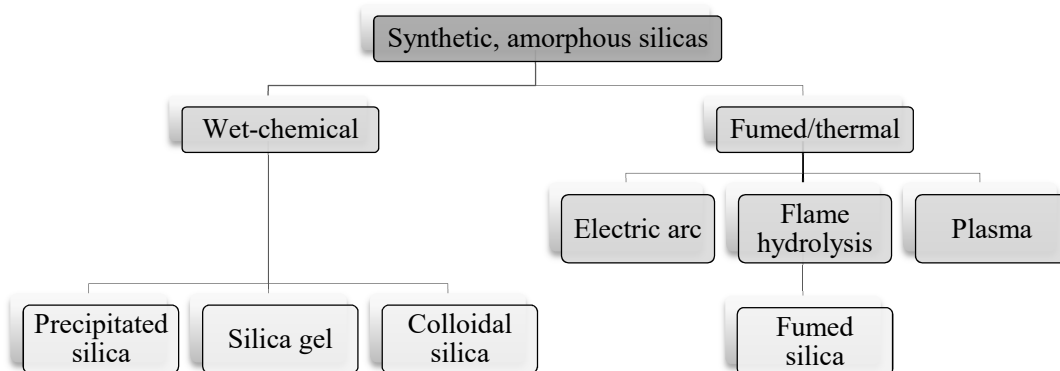 Synthetic, amorphous silicas
Wet-chemical
Fumed/thermal
Electric arc
Flame
hydrolysis
Plasma
Precipitated
silica
Silica gel
Colloidal
silica
Fumed
silica